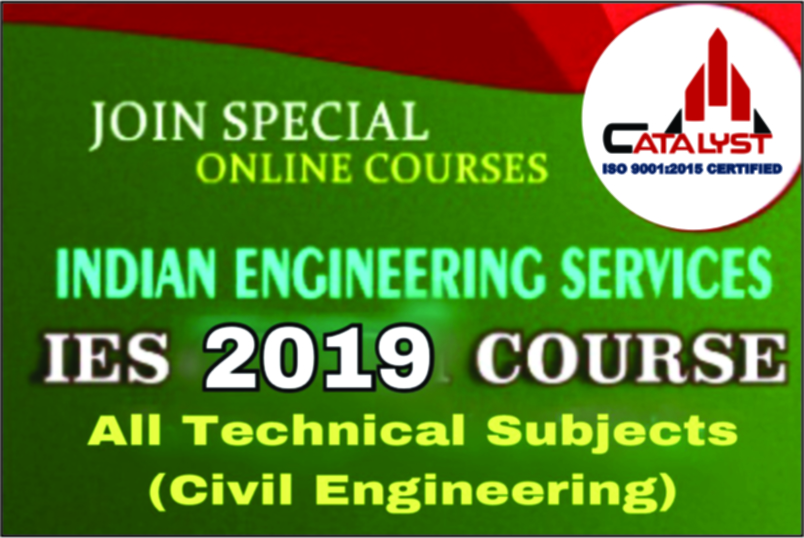 JOIN SPECIAL
ONLINE COURSES
CATALYST
ISO 9001:2015 CERTIFIED
INDIAN ENGINEERING SERVICES
IES 2019 COURSE
All Technical Subjects
(Civil Engineering)